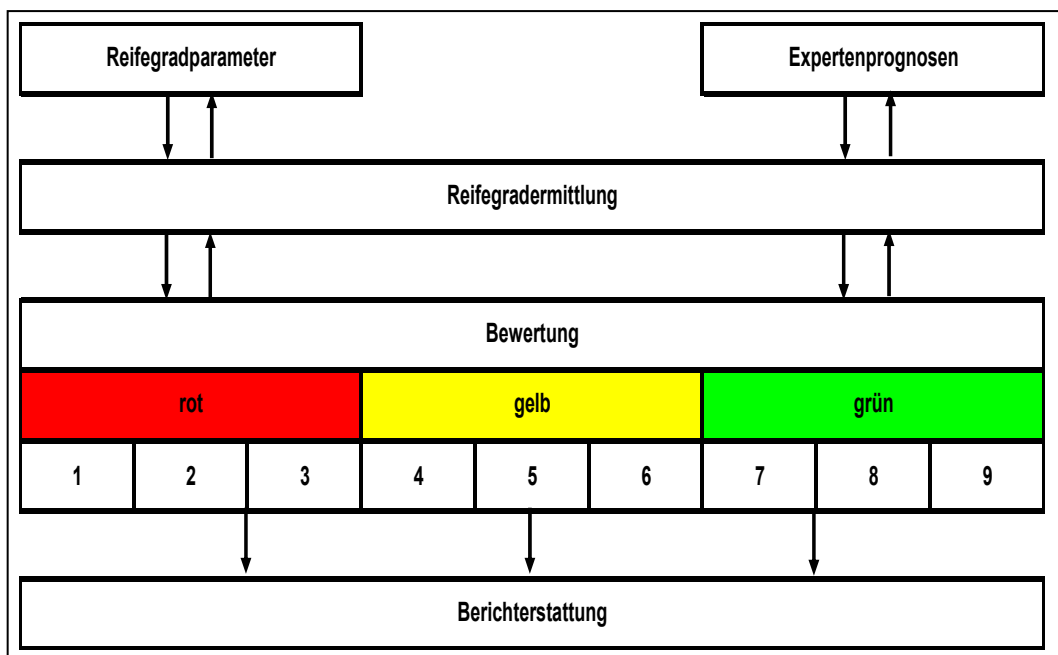 Reifegradparameter
Expertenprognosen
Reifegradermittlung
Bewertung
rot
gelb
grün
1 2 3 4 5 6 7 8 9
Berichterstattung